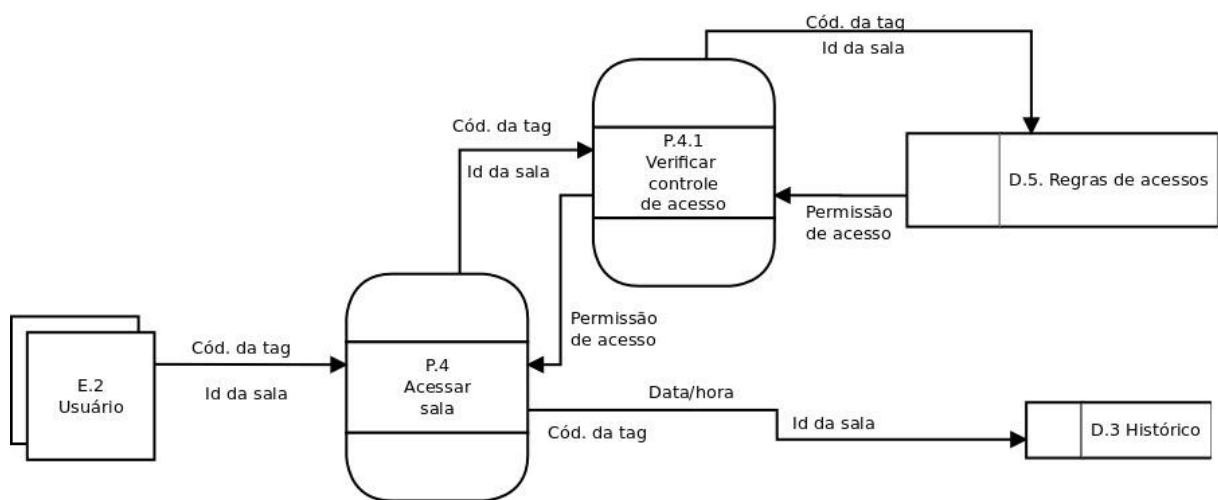 Cód. da tag
Id da sala
Cód. da tag
Id da sala
P.4.1
Verificar
controle
de acesso
D.5. Regras de acessos
Permissão
de acesso
Permissão
de acesso
Cód. da tag
Id da sala
E.2
Usuário
P.4
Acessar
sala
Data/hora
Cód. da tag
Id da sala
D.3 Histórico